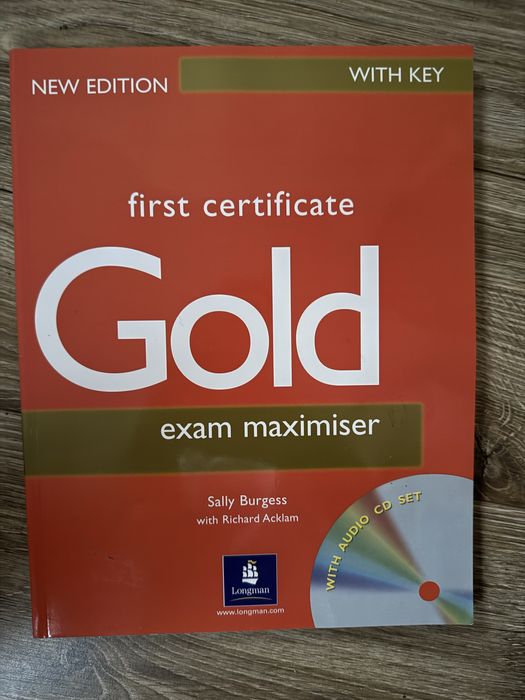 NEW EDITION
WITH KEY
first certificate
Gold
exam maximiser
Sally Burgess
with Richard Acklam
WITH AUDIO CD SET
Longman
www.longman.com